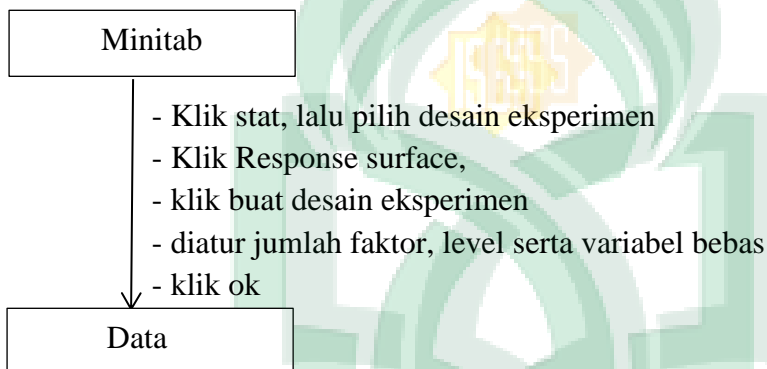 Minitab
- Klik stat, lalu pilih desain eksperimen
- Klik Response surface,
- klik buat desain eksperimen
- diatur jumlah faktor, level serta variabel bebas
- klik ok
Data